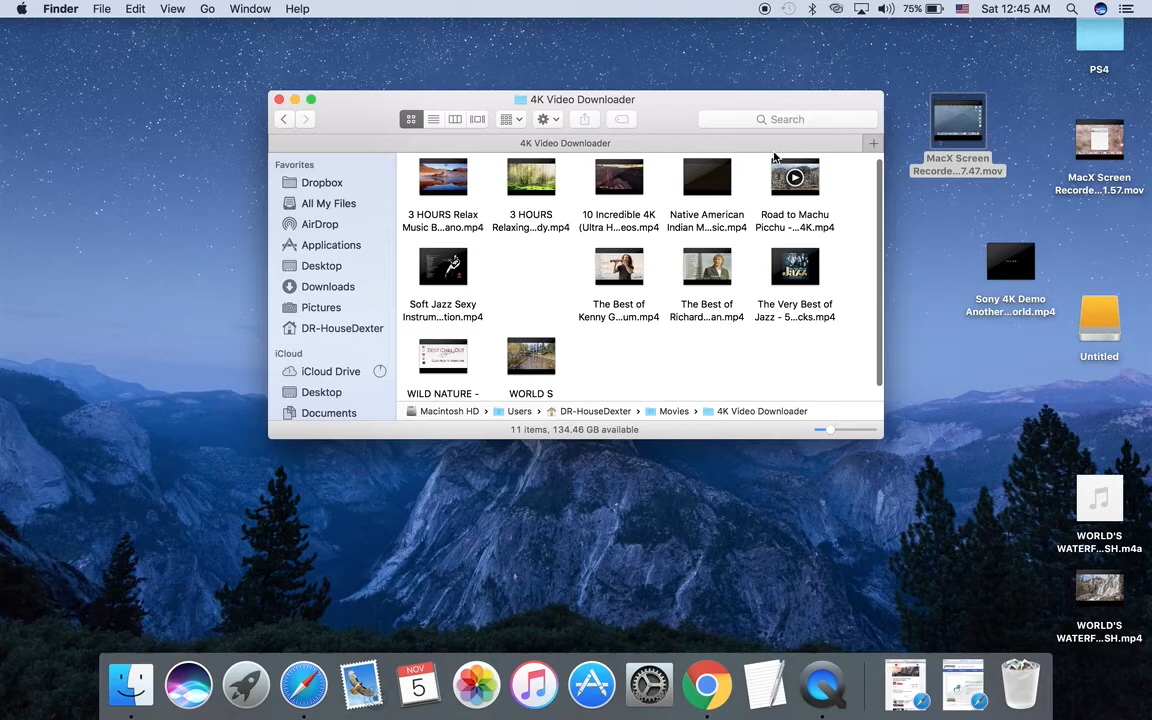 Finder File Edit View Go Window Help
75% Sat 12:45 AM
4K Video Downloader
Search
4K Video Downloader
Favorites
Dropbox
All My Files
AirDrop
Applications
Desktop
Downloads
Pictures
DR-HouseDexter
iCloud
iCloud Drive
Desktop
Documents
3 HOURS Relax
Music B...ano.mp4
3 HOURS
Relaxing...dy.mp4
10 Incredible 4K
(Ultra H...eos.mp4
Native American
Indian M...sic.mp4
Road to Machu
Picchu -...4K.mp4
Soft Jazz Sexy
Instrum...tion.mp4
The Best of
Kenny G...um.mp4
The Best of
Richard...an.mp4
The Very Best of
Jazz - 5...cks.mp4
WILD NATURE -
WORLD S
Macintosh HD › Users › DR-HouseDexter › Movies › 4K Video Downloader
11 items, 134.46 GB available
PS4
MacX Screen
Recorde...7.47.mov
MacX Screen
Recorde...1.57.mov
Sony 4K Demo
Another...orld.mp4
Untitled
WORLD'S
WATERF...SH.m4a
WORLD'S
WATERF...SH.mp4
NOV
5